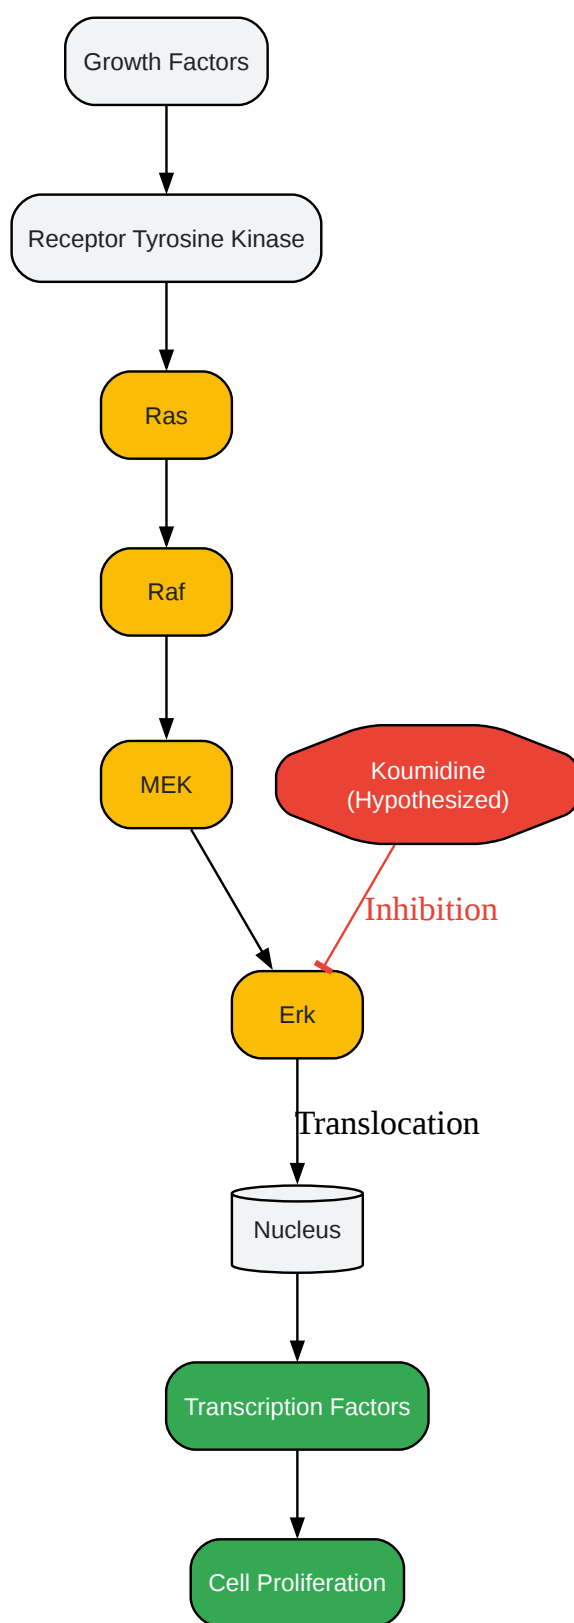 Growth Factors
Receptor Tyrosine Kinase
Ras
Raf
MEK
Koumidine
(Hypothesized)
Inhibition
Erk
Translocation
Nucleus
Transcription Factors
Cell Proliferation